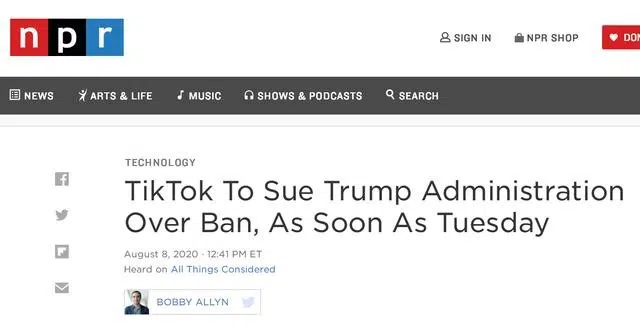 npr
SIGN IN
NPR SHOP
NEWS
ARTS & LIFE
MUSIC
SHOWS & PODCASTS
SEARCH
TECHNOLOGY
TikTok To Sue Trump Administration
Over Ban, As Soon As Tuesday
August 8, 2020 · 12:41 PM ET
Heard on All Things Considered
BOBBY ALLYN